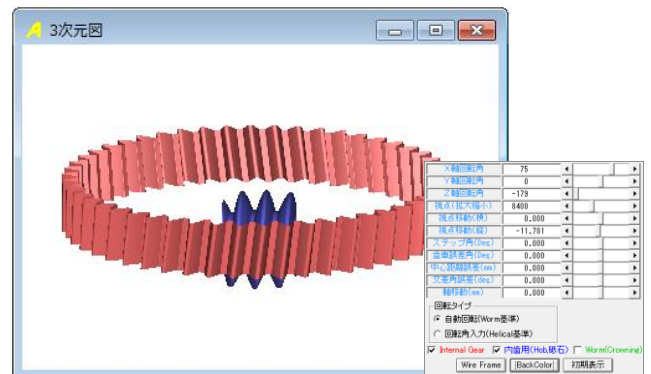 3次元図
X軸回転角 75
Y軸回転角 0
Z軸回転角 -179
視点(拡大縮小) 8400
視点移動(横) 0.000
視点移動(縦) -11.781
ステップ角(Deg) 0.000
歯車誤差角(Deg) 0.000
中心距離誤差(mm) 0.000
交差角誤差(deg) 0.000
軸移動(mm) 0.000
回転タイプ
自動回転(Worm基準)
回転角入力(Helical基準)
Internal Gear 内歯用(Hob,砥石) Worm(Crowning)
Wire Frame BackColor 初期表示